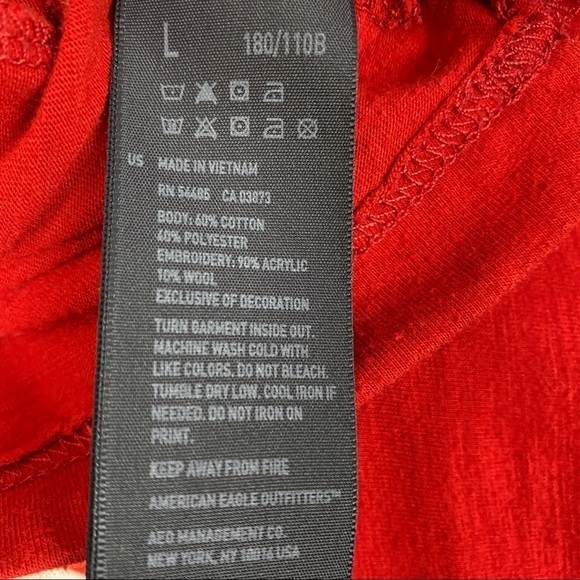 L 180/110B
US MADE IN VIETNAM
RN 54485 CA 03873
BODY: 60% COTTON
40% POLYESTER
EMBROIDERY: 90% ACRYLIC
10% WOOL
EXCLUSIVE OF DECORATION
TURN GARMENT INSIDE OUT.
MACHINE WASH COLD WITH
LIKE COLORS. DO NOT BLEACH.
TUMBLE DRY LOW. COOL IRON IF
NEEDED. DO NOT IRON ON
PRINT.
KEEP AWAY FROM FIRE
AMERICAN EAGLE OUTFITTERS™
AEO MANAGEMENT CO.
NEW YORK, NY 10016 USA